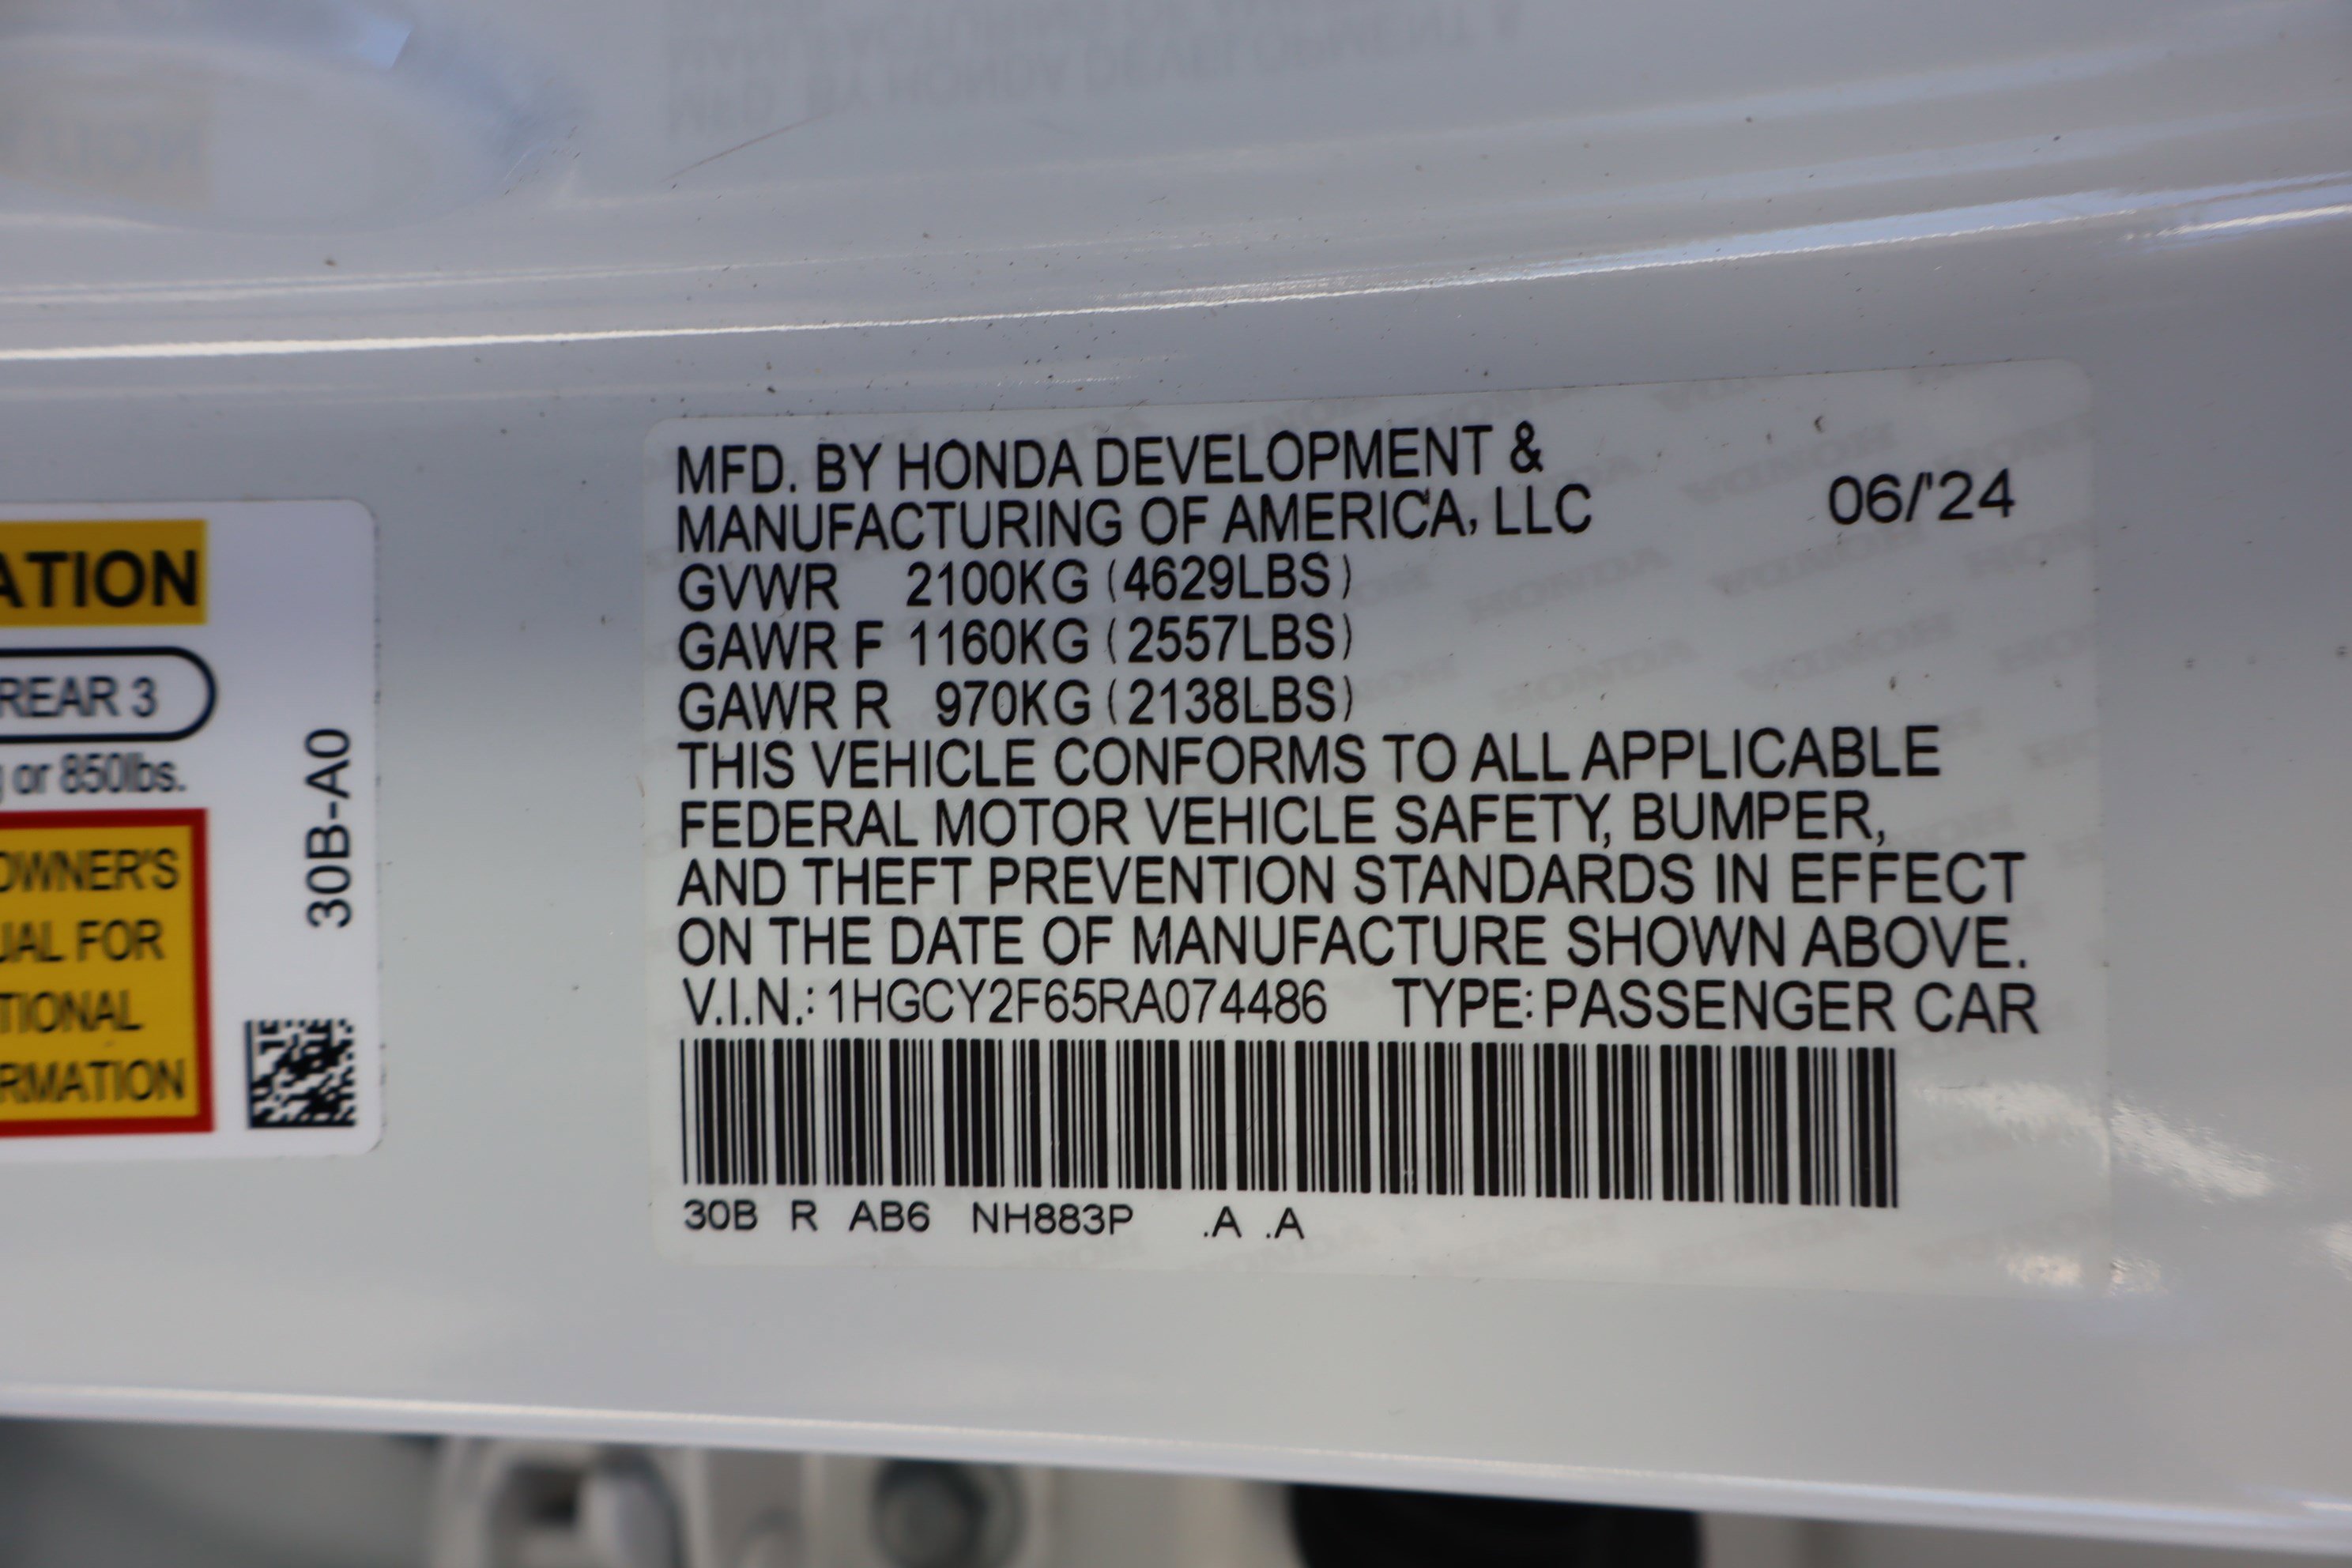 ATION
REAR 3
or 850lbs.
OWNER'S
UAL FOR
TIONAL
RMATION
30B-A0
MFD. BY HONDA DEVELOPMENT &
MANUFACTURING OF AMERICA, LLC 06/'24
GVWR 2100KG (4629LBS)
GAWR F 1160KG (2557LBS)
GAWR R 970KG (2138LBS)
THIS VEHICLE CONFORMS TO ALL APPLICABLE
FEDERAL MOTOR VEHICLE SAFETY, BUMPER,
AND THEFT PREVENTION STANDARDS IN EFFECT
ON THE DATE OF MANUFACTURE SHOWN ABOVE.
V.I.N.: 1HGCY2F65RA074486 TYPE: PASSENGER CAR
30B R AB6 NH883P .A .A